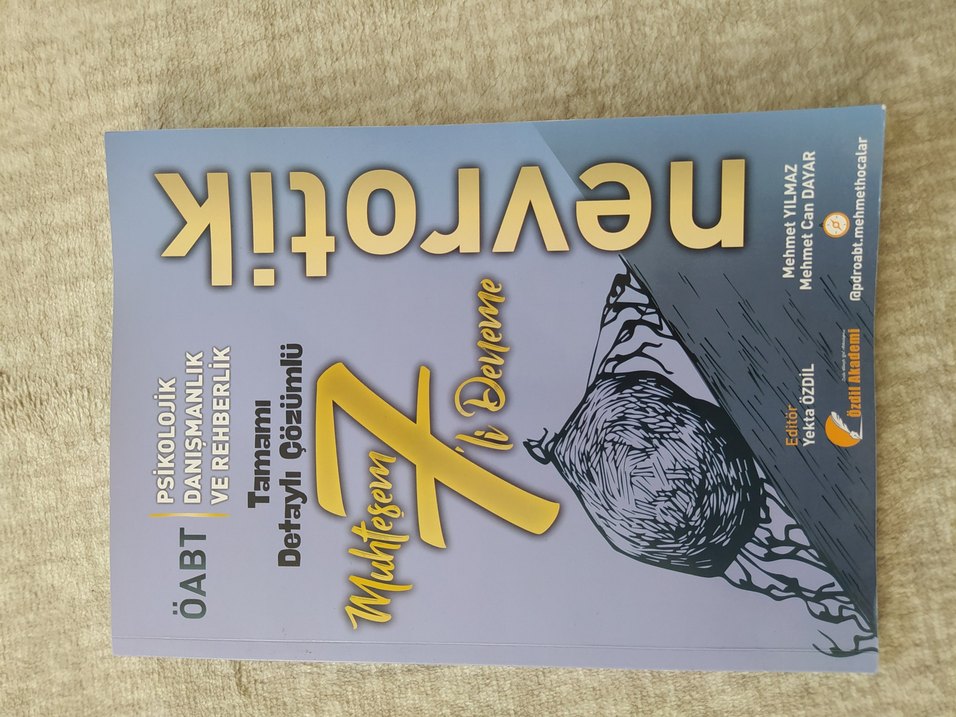 ÖABT
PSİKOLOJİK
DANIŞMANLIK
VE REHBERLİK
Tamamı
Detaylı Çözümlü
Muhteşem
7'li Deneme
nevrotik
Editör
Yekta ÖZDİL
Özdil Akademi
Mehmet YILMAZ
Mehmet Can DAYAR
@pdroabt.mehmethocalar